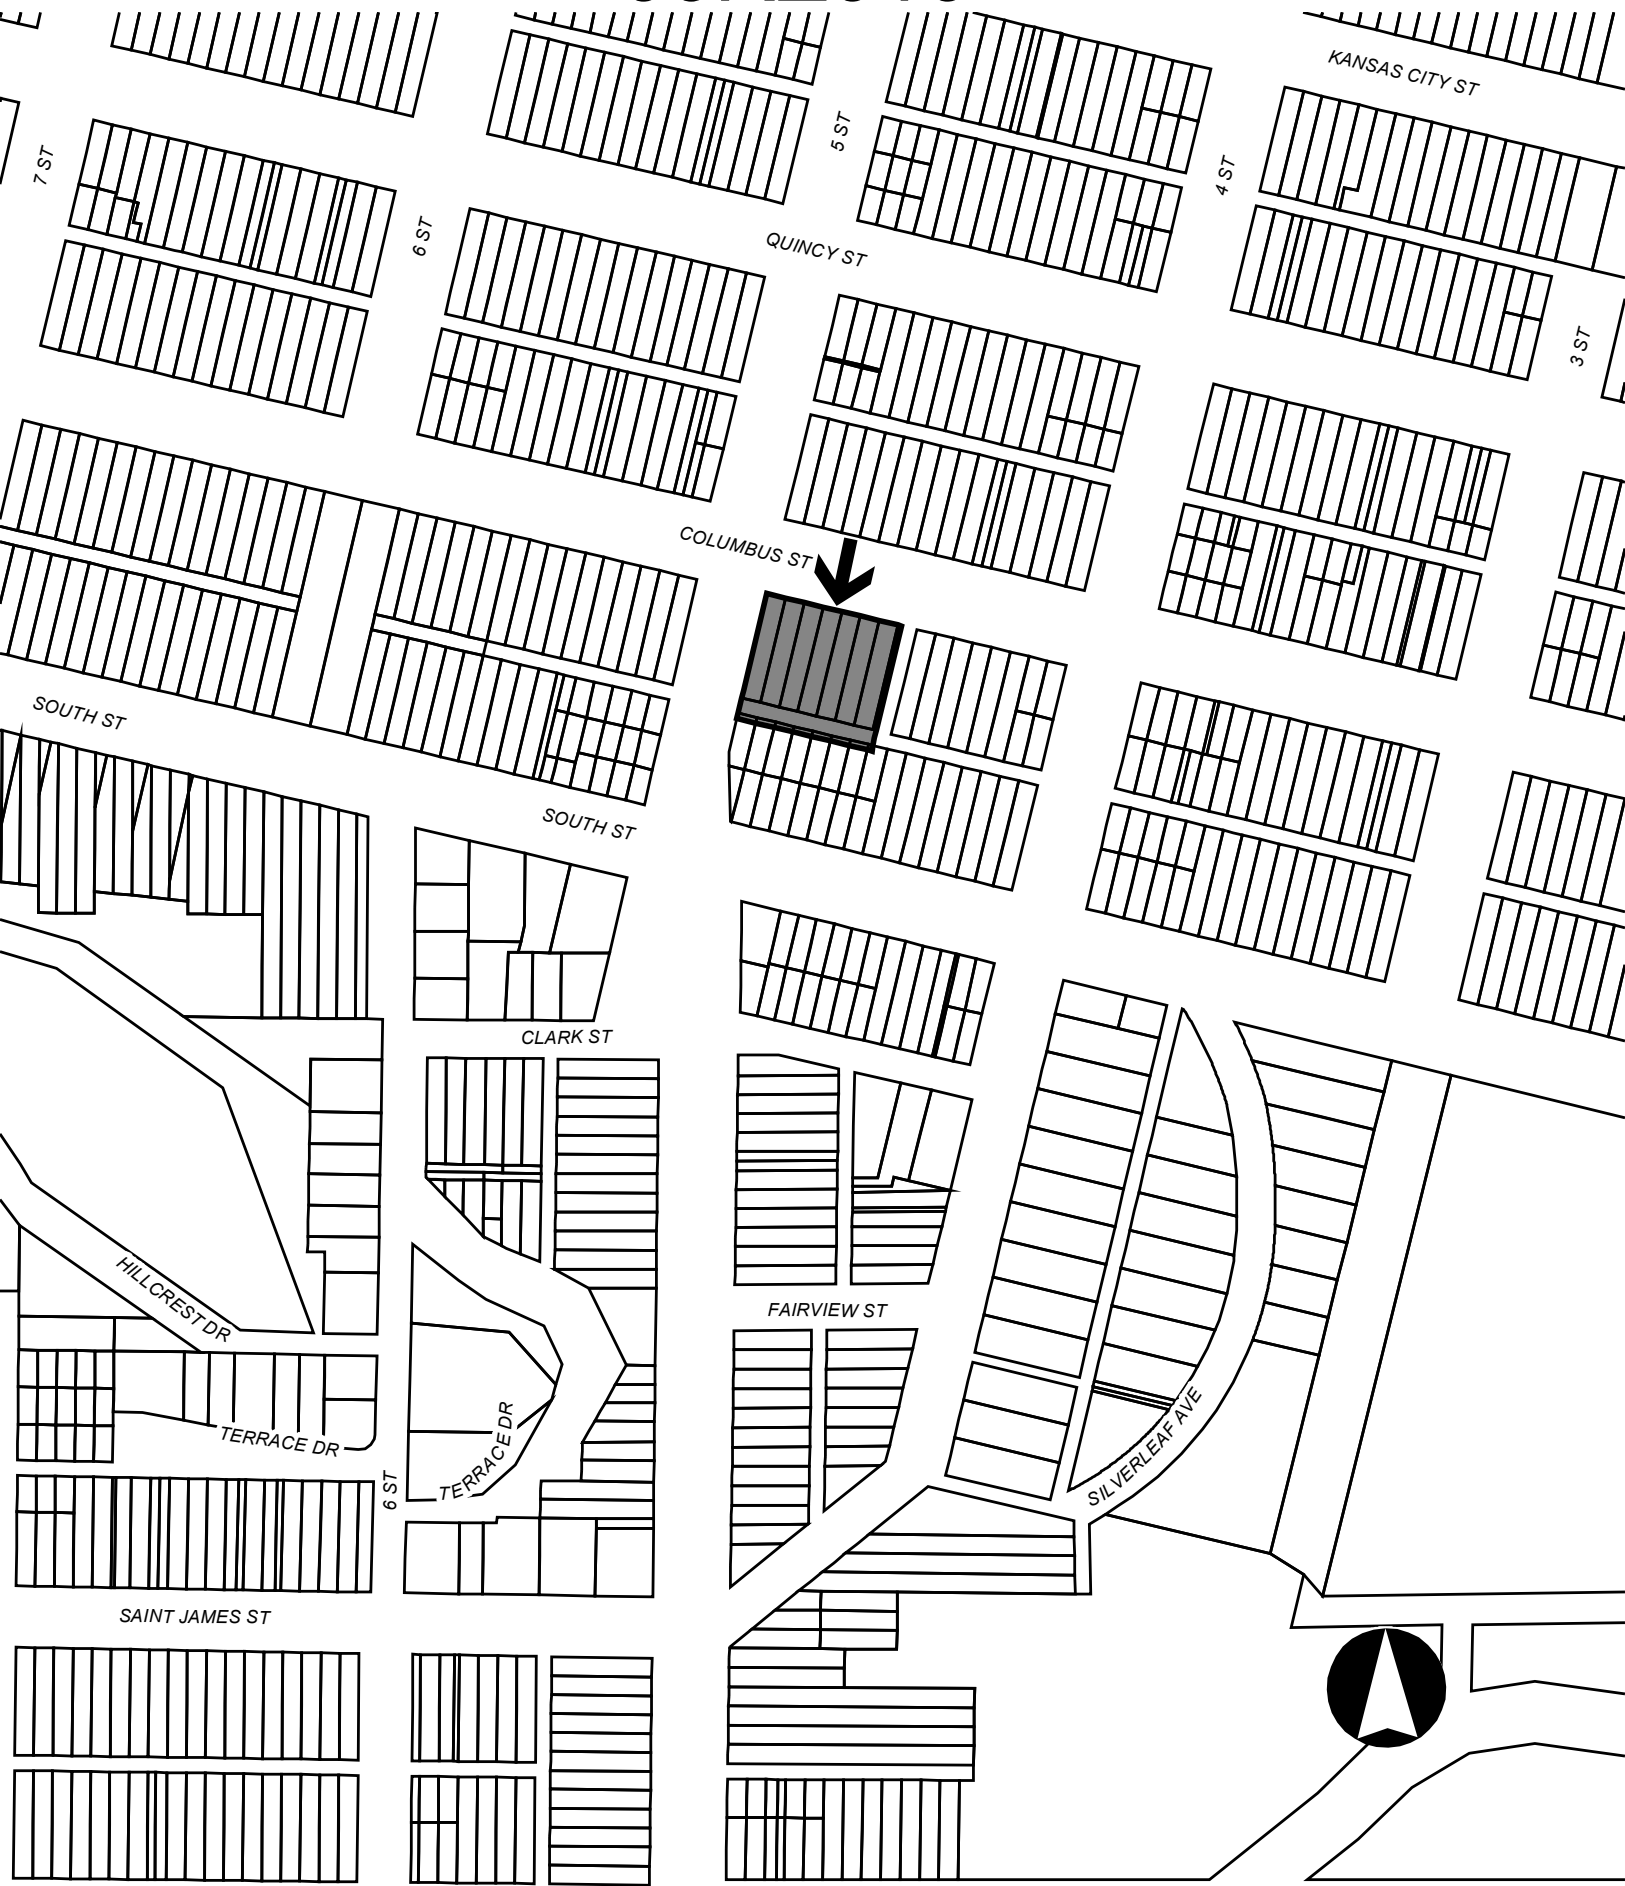 KANSAS CITY ST
5 ST
7 ST
4 ST
6 ST
QUINCY ST
3 ST
COLUMBUS ST
SOUTH ST
SOUTH ST
CLARK ST
HILLCREST DR
FAIRVIEW ST
TERRACE DR
TERRACE DR
SILVERLEAF AVE
6 ST
SAINT JAMES ST